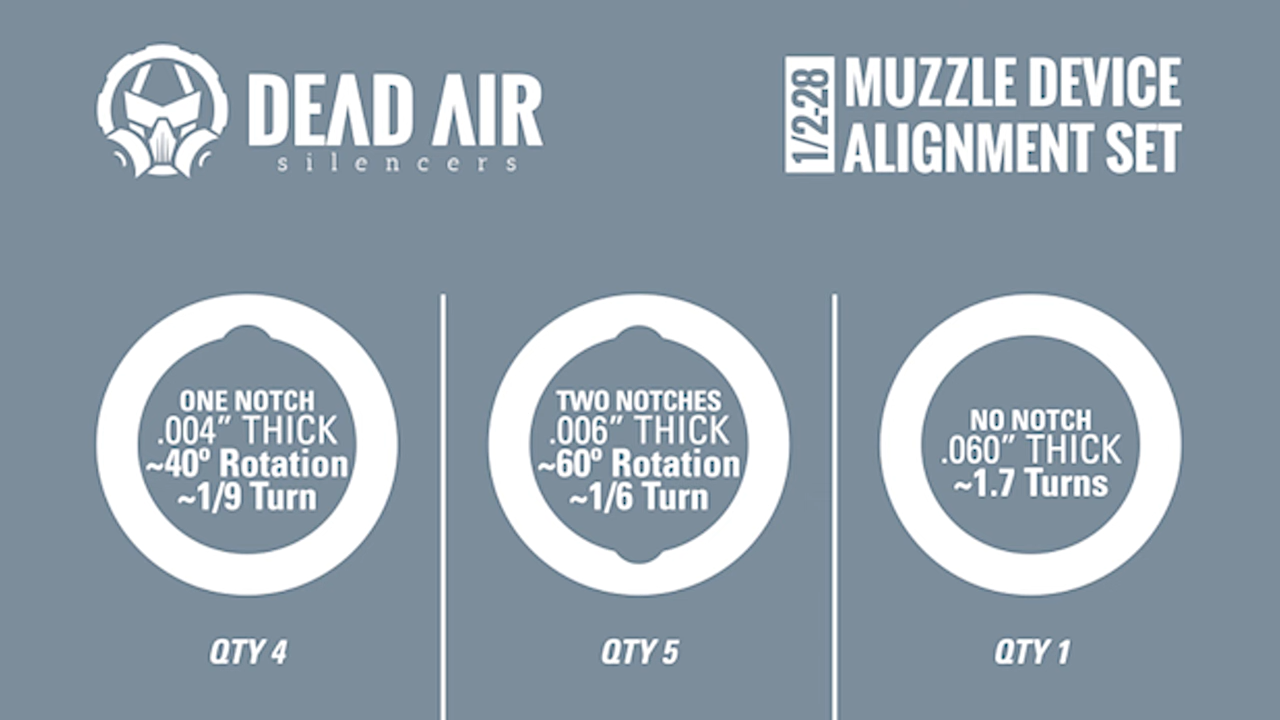 DEAD AIR
silencers
1/2-28
MUZZLE DEVICE
ALIGNMENT SET
ONE NOTCH
.004” THICK
~40º Rotation
~1/9 Turn
QTY 4
TWO NOTCHES
.006” THICK
~60º Rotation
~1/6 Turn
QTY 5
NO NOTCH
.060” THICK
~1.7 Turns
QTY 1